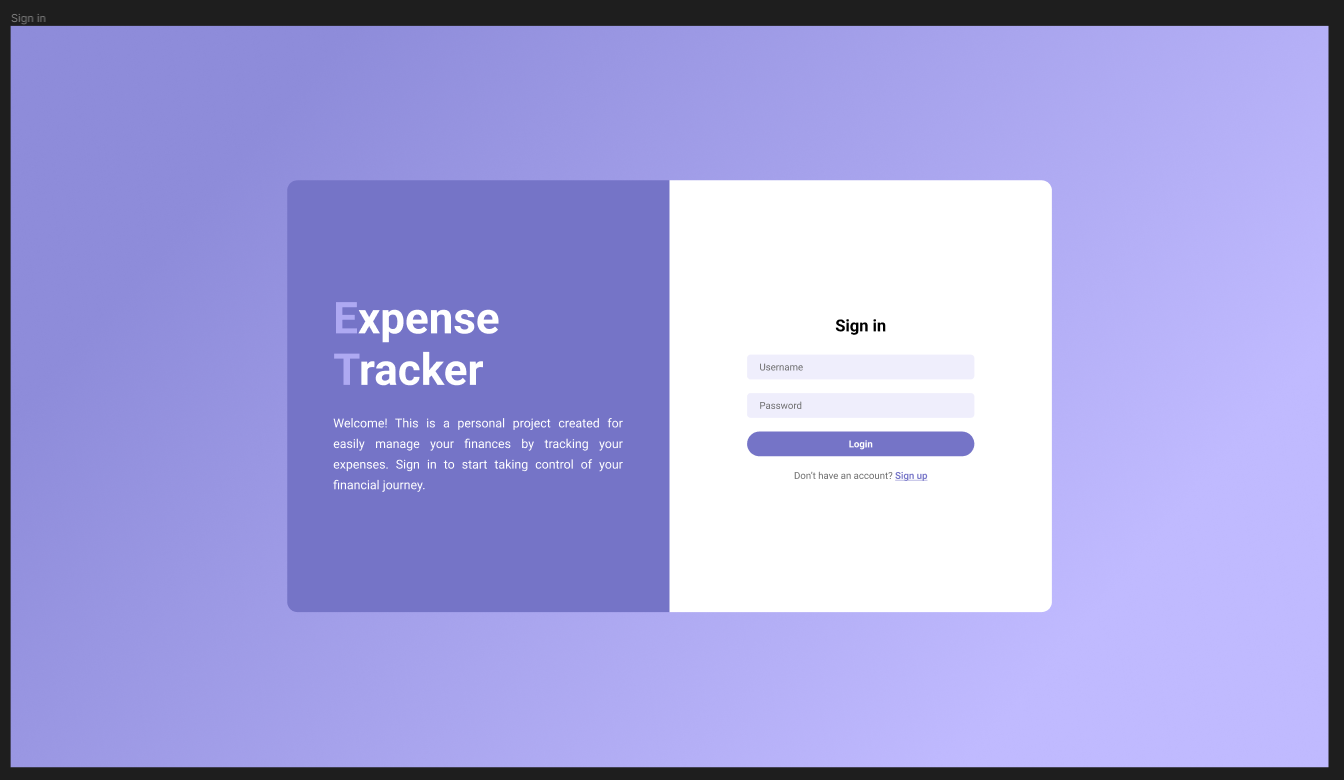 Sign in
Expense
Tracker
Welcome! This is a personal project created for
easily manage your finances by tracking your
expenses. Sign in to start taking control of your
financial journey.
Sign in
Username
Password
Login
Don't have an account? Sign up